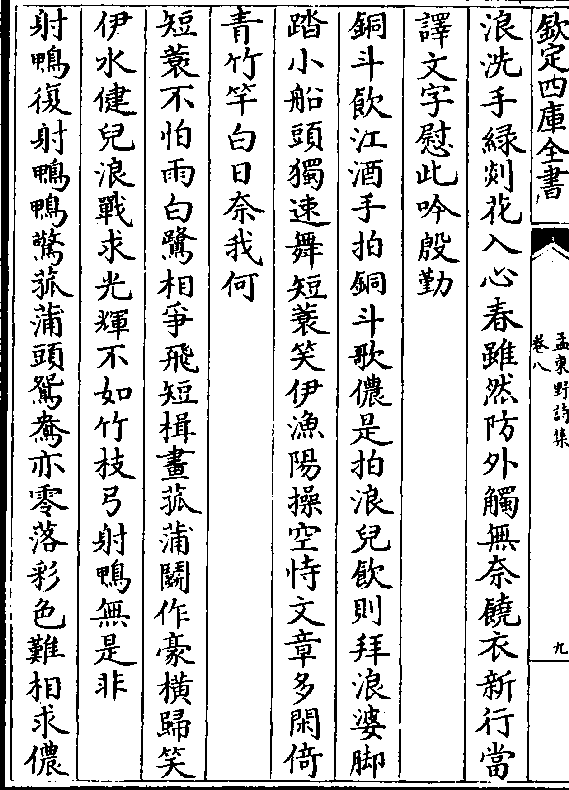 欽定四庫全書
孟東野詩集
卷八
九
浪洗手綠剡花入心春雖然防外觸無奈饒衣新行當
譯文字慰此吟殷勤
銅斗飲江酒手拍銅斗歌儂是拍浪兒飲則拜浪婆脚
踏小船頭獨速舞短蓑笑伊漁陽操空恃文章多閑倚
青竹竿白日奈我何
短蓑不怕雨白鷺相爭飛短楫畫菰蒲鬭作豪横歸笑
伊水健兒浪戰求光輝不如竹枝弓射鴨無是非
射鴨復射鴨鴨驚菰蒲頭鴛鴦亦零落彩色難相求儂